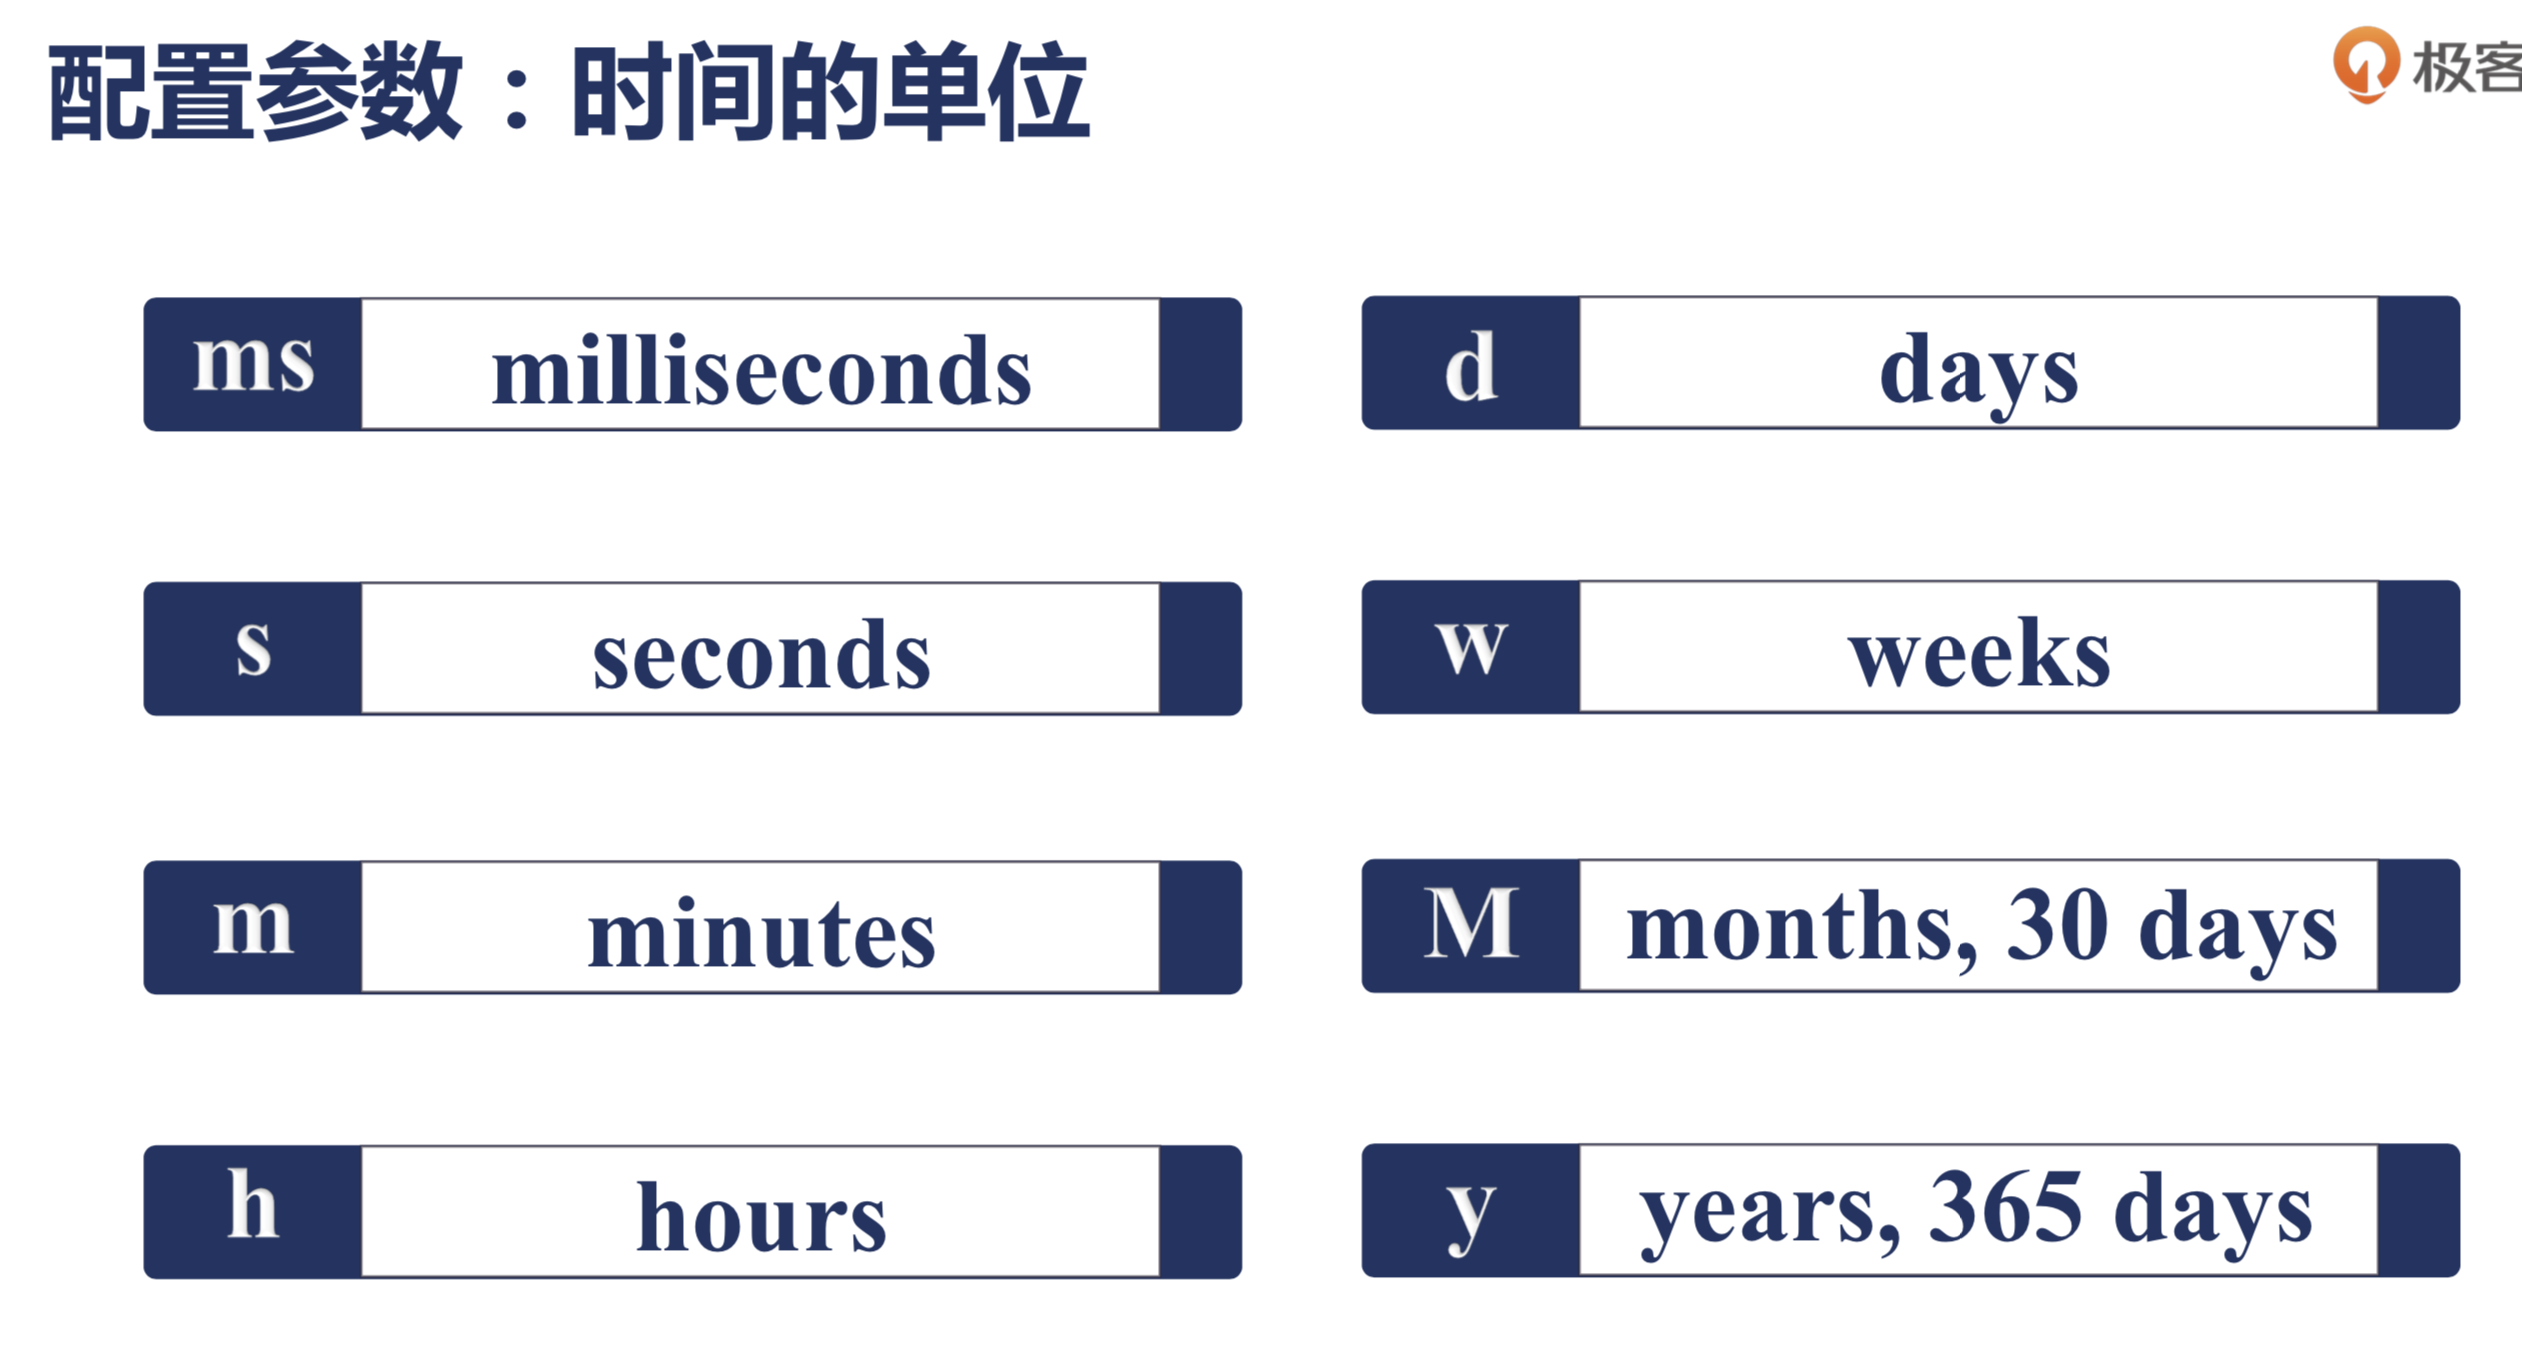 配置参数：时间的单位
极客
ms milliseconds
d days
s seconds
w weeks
m minutes
M months, 30 days
h hours
y years, 365 days